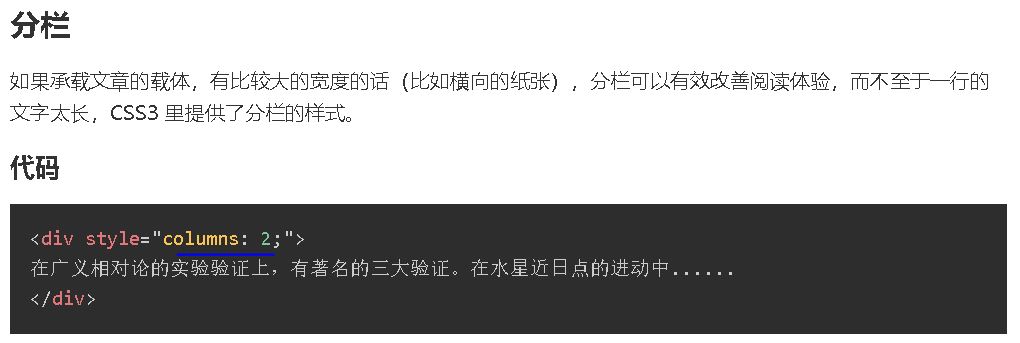 分栏
如果承载文章的载体，有比较大的宽度的话（比如横向的纸张），分栏可以有效改善阅读体验，而不至于一行的
文字太长，CSS3 里提供了分栏的样式。
代码
<div style="columns: 2;">
在广义相对论的实验验证上，有著名的三大验证。在水星近日点的进动中......
</div>